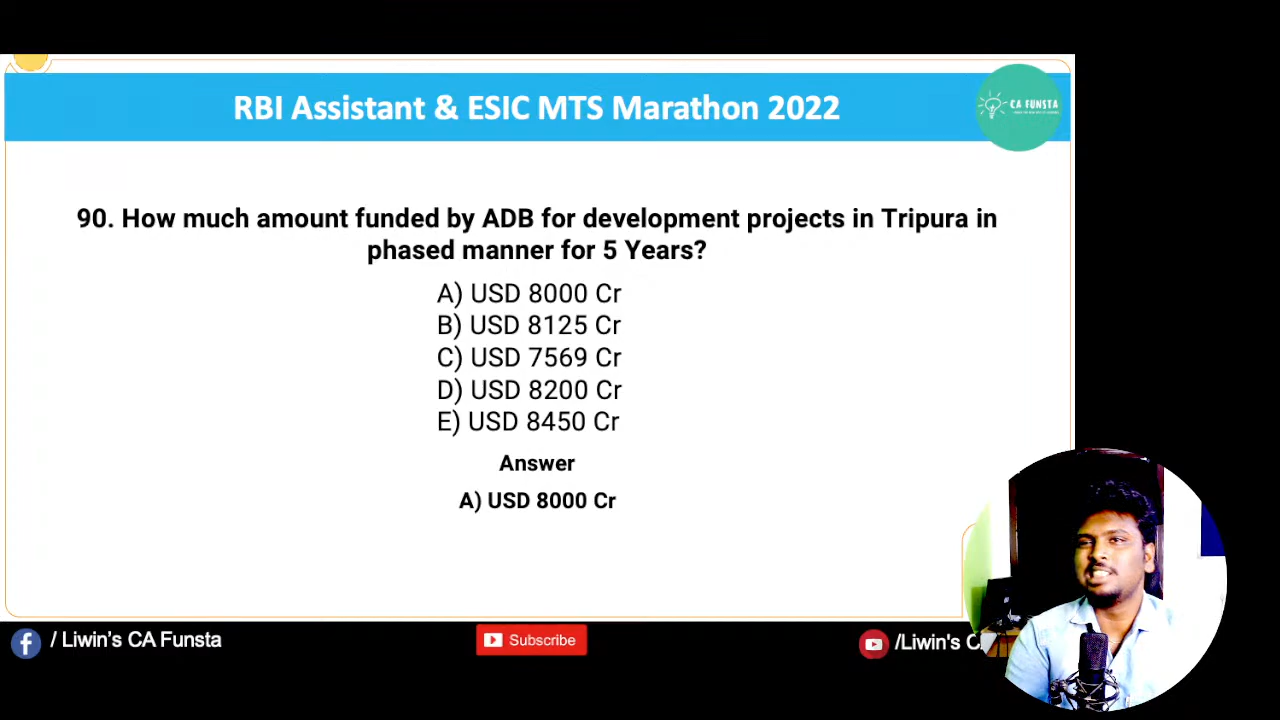 RBI Assistant & ESIC MTS Marathon 2022
CA FUNSTA
90. How much amount funded by ADB for development projects in Tripura in
phased manner for 5 Years?
A) USD 8000 Cr
B) USD 8125 Cr
C) USD 7569 Cr
D) USD 8200 Cr
E) USD 8450 Cr
Answer
A) USD 8000 Cr
/ Liwin's CA Funsta
Subscribe
/Liwin's C